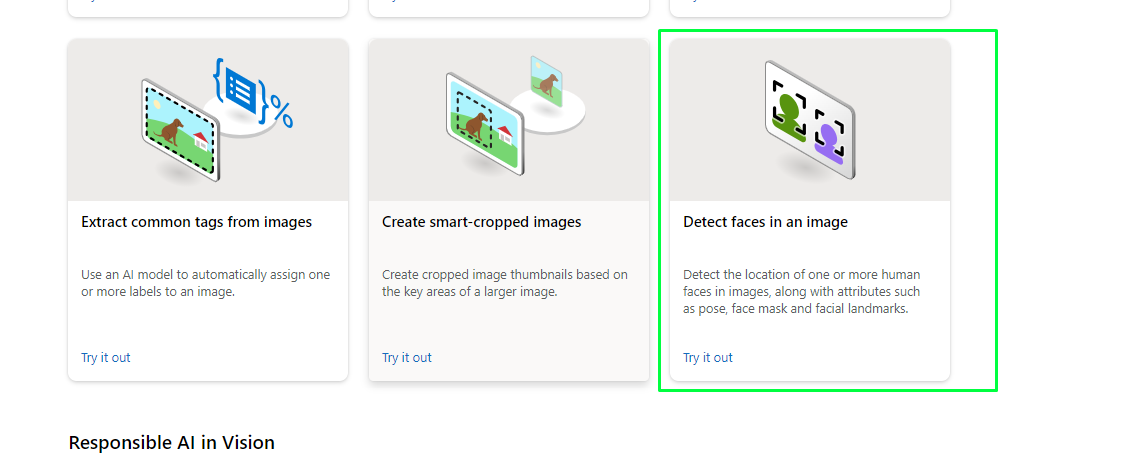 Extract common tags from images
Use an AI model to automatically assign one
or more labels to an image.
Try it out
Create smart-cropped images
Create cropped image thumbnails based on
the key areas of a larger image.
Try it out
Detect faces in an image
Detect the location of one or more human
faces in images, along with attributes such
as pose, face mask and facial landmarks.
Try it out
Responsible AI in Vision